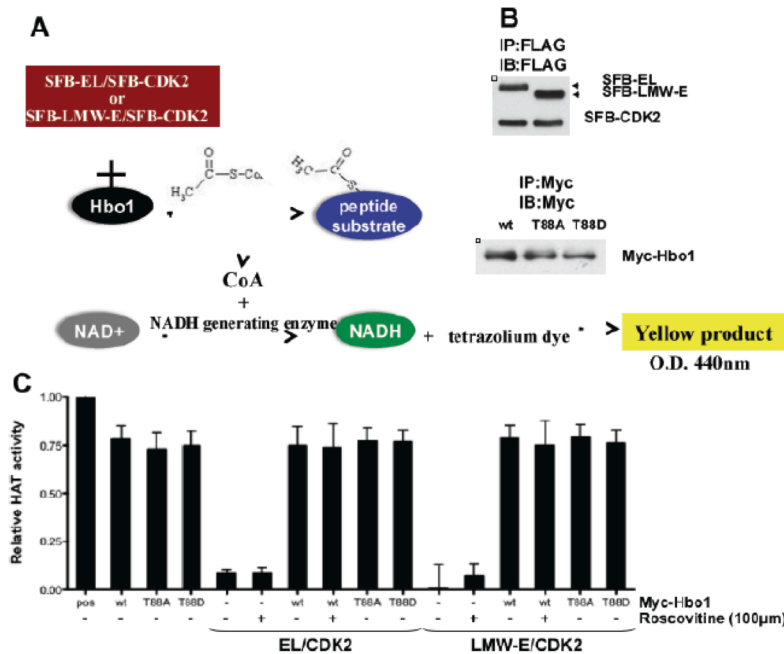 A
SFB-EL/SFB-CDK2
or
SFB-LMW-E/SFB-CDK2
Hbo1
O
H3C
S-Co.
H3C
O
S
peptide
substrate
CoA
+
NAD+
NADH generating enzyme
NADH
+ tetrazolium dye
Yellow product
O.D. 440nm
B
IP:FLAG
IB:FLAG
SFB-EL
SFB-LMW-E
SFB-CDK2
IP:Myc
IB:Myc
wt T88A T88D
Myc-Hbo1
C
Relative HAT activity
1.00
0.75
0.50
0.25
0.00
pos wt T88A T88D - - wt wt T88A T88D - - wt wt T88A T88D Myc-Hbo1
- - - - - + - + - - - + - + - - Roscovitine (100µm)
EL/CDK2 LMW-E/CDK2